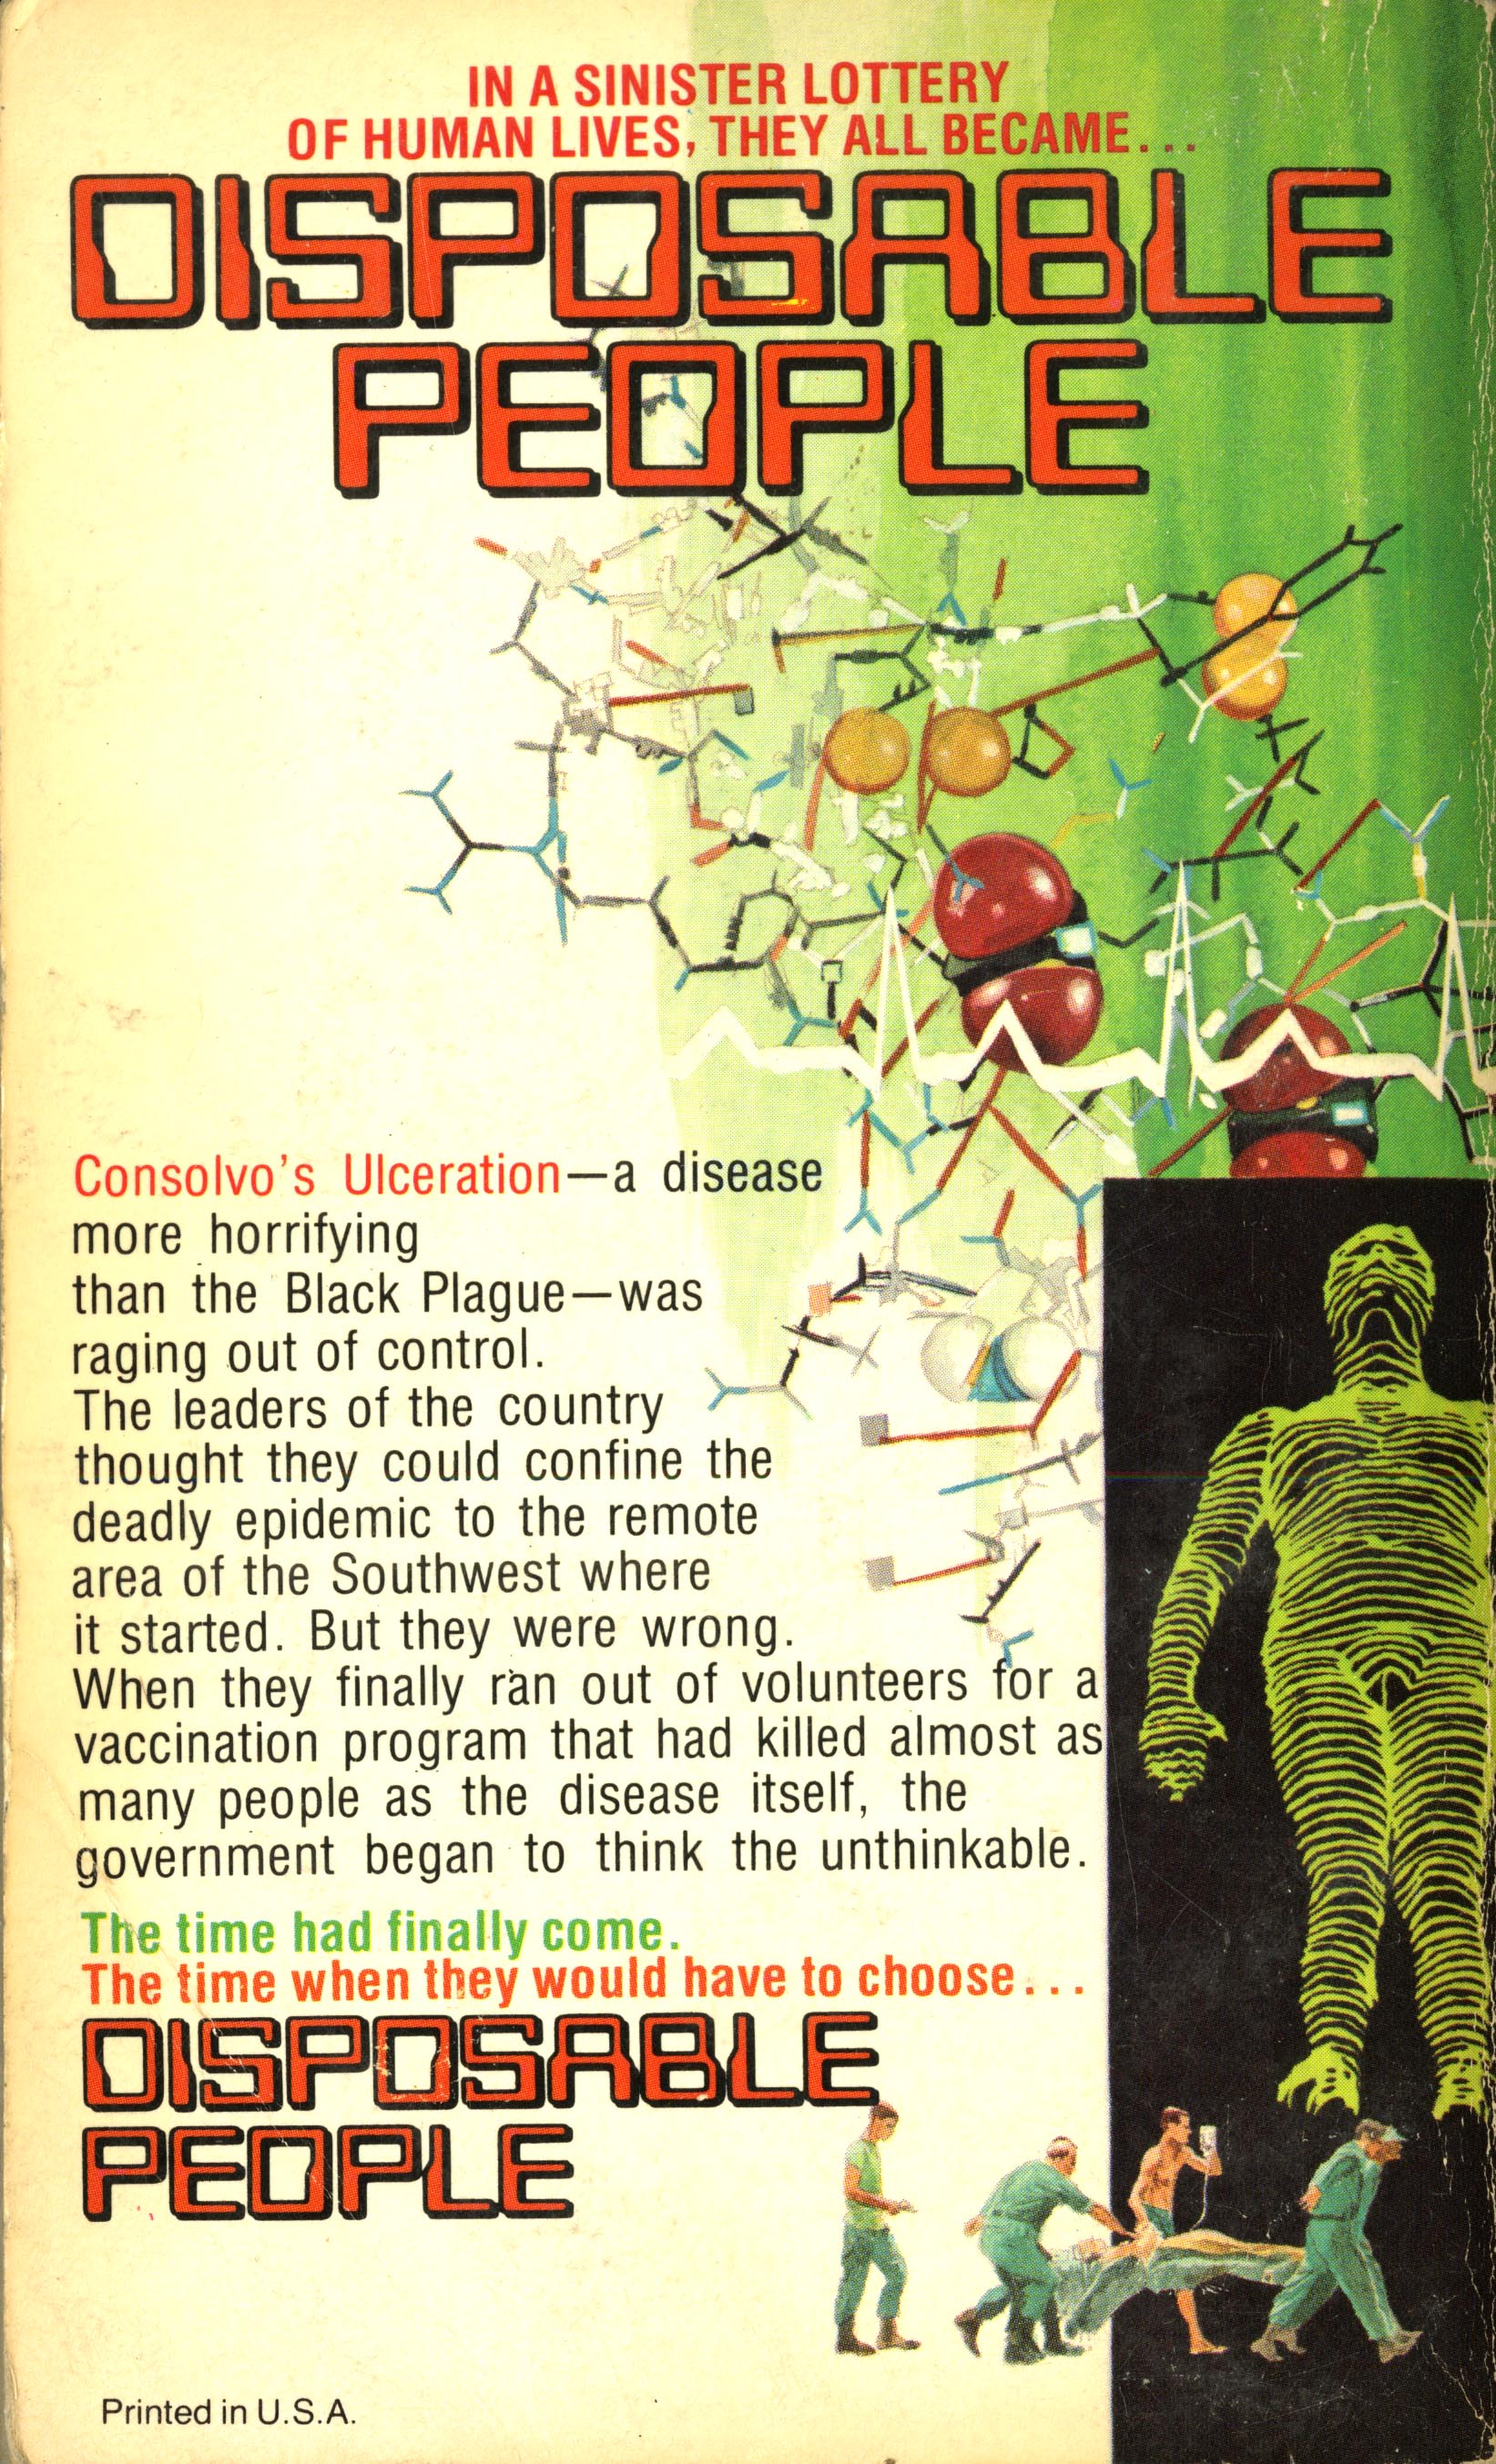 IN A SINISTER LOTTERY
OF HUMAN LIVES, THEY ALL BECAME...
DISPOSABLE
PEOPLE
Consolvo's Ulceration—a disease
more horrifying
than the Black Plague—was
raging out of control.
The leaders of the country
thought they could confine the
deadly epidemic to the remote
area of the Southwest where
it started. But they were wrong.
When they finally ran out of volunteers for a
vaccination program that had killed almost as
many people as the disease itself, the
government began to think the unthinkable.
The time had finally come.
The time when they would have to choose...
DISPOSABLE
PEOPLE
Printed in U.S.A.